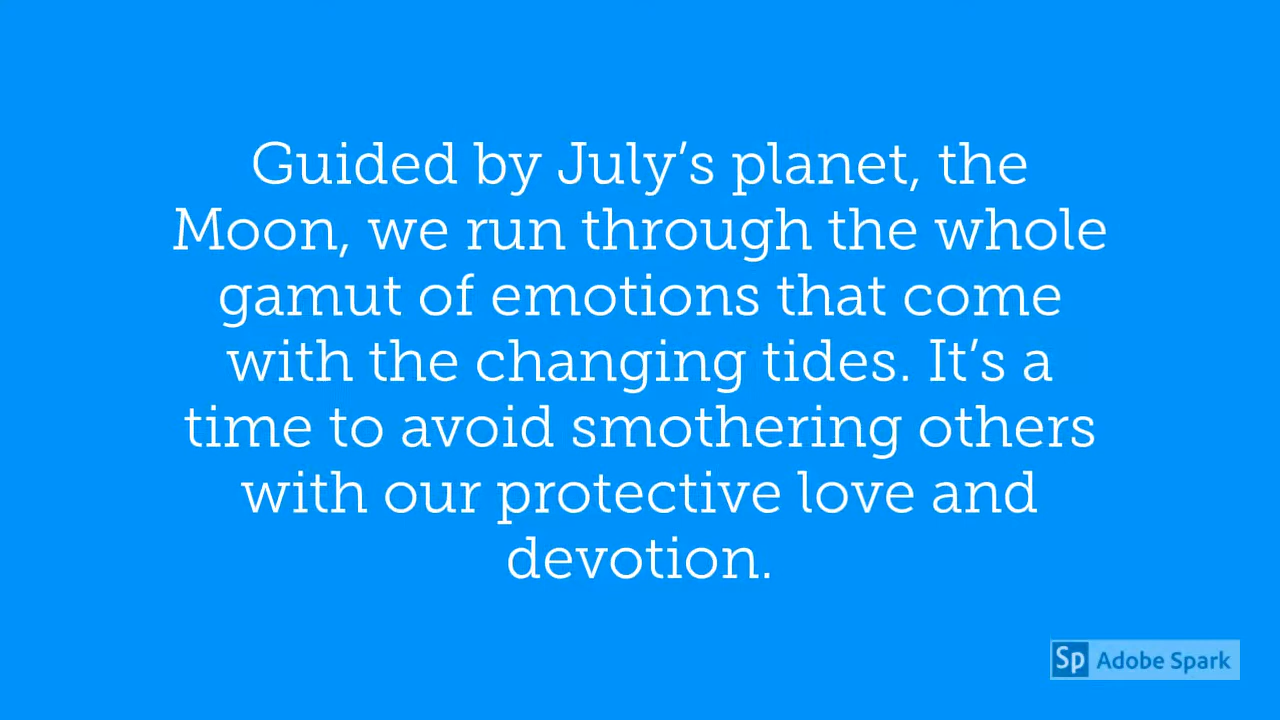 Guided by July’s planet, the
Moon, we run through the whole
gamut of emotions that come
with the changing tides. It’s a
time to avoid smothering others
with our protective love and
devotion.
Sp Adobe Spark